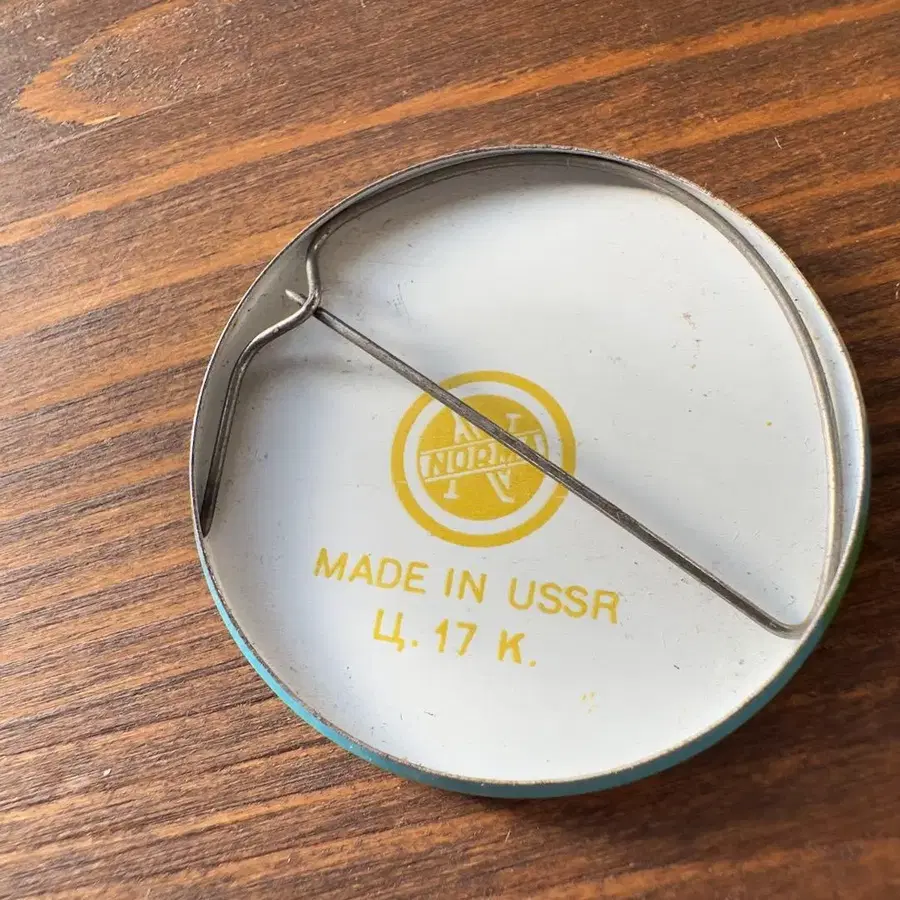 NORMA
MADE IN USSR
Ц. 17 К.